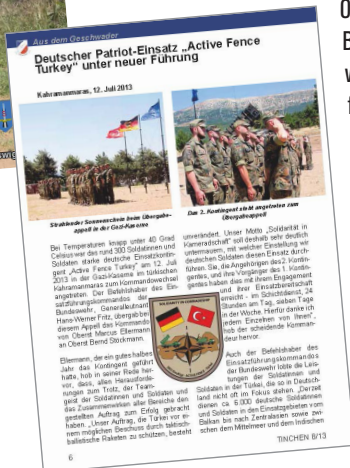 Aus dem Geschwader
Deutscher Patriot-Einsatz „Active Fence
Turkey" unter neuer Führung
Kahramanmaras, 12. Juli 2013
Strahlender Sonnenschein beim Übergabe-
appell in der Gazi-Kaserne
Das 2. Kontingent ist angetreten zum
Übergabeappell
Bei Temperaturen knapp unter 40 Grad
Celsius war das rund 300 Soldatinnen und
Soldaten starke deutsche Einsatzkontin-
gent „Active Fence Turkey" am 12. Juli
2013 in der Gazi-Kaserne im türkischen
Kahramanmaras zum Kommandowechsel
angetreten. Der Befehlshaber des Ein-
satzführungskommandos der
Bundeswehr, Generalleutnant
Hans-Werner Fritz, übergab bei
diesem Appell das Kommando
von Oberst Marcus Ellermann
an Oberst Bernd Stöckmann.
Ellermann, der ein gutes halbes
Jahr das Kontingent geführt
hatte, hob in seiner Rede her-
vor, dass, allen Herausforde-
rungen zum Trotz, der Team-
geist der Soldatinnen und Soldaten und
das Zusammenwirken aller Bereiche den
gestellten Auftrag zum Erfolg gebracht
haben. „Unser Auftrag, die Türkei vor ei-
nem möglichen Beschuss durch taktisch-
ballistische Raketen zu schützen, besteht
unverändert. Unser Motto „Solidarität in
Kameradschaft" soll deshalb sehr deutlich
untermauern, mit welcher Einstellung wir
deutschen Soldaten diesen Einsatz durch-
führen. Sie, die Angehörigen des 2. Kontin-
gentes, und ihre Vorgänger des 1. Kontin-
gentes haben dies mit ihrem Engagement
erreicht - im Schichtdienst, 24
Stunden am Tag, sieben Tage
in der Woche. Hierfür danke ich
jedem Einzelnen von Ihnen",
hob der scheidende Komman-
deur hervor.
Auch der Befehlshaber des
Einsatzführungskommandos
der Bundeswehr lobte die Leis-
tungen der Soldatinnen und
Soldaten in der Türkei, die so in Deutsch-
land nicht oft im Fokus stehen. „Derzeit
dienen ca. 6.000 deutsche Soldatinnen
und Soldaten in den Einsatzgebieten vom
Balkan bis nach Zentralasien sowie zwi-
schen dem Mittelmeer und dem Indischen
6
TINCHEN 8/13